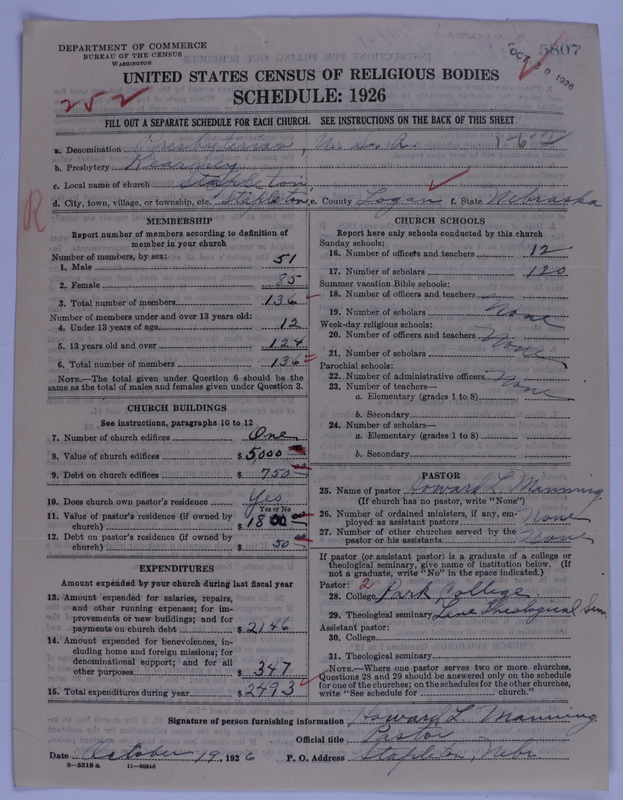 DEPARTMENT OF COMMERCE
BUREAU OF THE CENSUS
WASHINGTON
5807
OCT 20 1926
UNITED STATES CENSUS OF RELIGIOUS BODIES
SCHEDULE: 1926
252
FILL OUT A SEPARATE SCHEDULE FOR EACH CHURCH. SEE INSTRUCTIONS ON THE BACK OF THIS SHEET
a. Denomination Presbyterian, U. S. A.
b. Presbytery Kearney
c. Local name of church Stapleton
d. City, town, village, or township, etc. Stapleton e. County Logan f. State Nebraska
R
MEMBERSHIP
Report number of members according to definition of
member in your church
Number of members, by sex:
1. Male 51
2. Female 85
3. Total number of members 136
Number of members under and over 13 years old:
4. Under 13 years of age 12
5. 13 years old and over 124
6. Total number of members 136
NOTE.—The total given under Question 6 should be the
same as the total of males and females given under Question 3.
CHURCH BUILDINGS
See instructions, paragraphs 10 to 12
7. Number of church edifices One
8. Value of church edifices $ 5,000
9. Debt on church edifices $ 750
10. Does church own pastor's residence Yes
Yes or No
11. Value of pastor's residence (if owned by
church) $ 1800
12. Debt on pastor's residence (if owned by
church) $ 50
EXPENDITURES
Amount expended by your church during last fiscal year
13. Amount expended for salaries, repairs,
and other running expenses; for im-
provements or new buildings; and for
payments on church debt $ 2146
14. Amount expended for benevolences, in-
cluding home and foreign missions; for
denominational support; and for all
other purposes $ 347
15. Total expenditures during year $ 2493
CHURCH SCHOOLS
Report here only schools conducted by this church
Sunday schools:
16. Number of officers and teachers 12
17. Number of scholars 120
Summer vacation Bible schools:
18. Number of officers and teachers
19. Number of scholars None
Week-day religious schools:
20. Number of officers and teachers None
21. Number of scholars
Parochial schools:
22. Number of administrative officers None
23. Number of teachers—
a. Elementary (grades 1 to 8)
b. Secondary
24. Number of scholars—
a. Elementary (grades 1 to 8)
b. Secondary
PASTOR
25. Name of pastor Howard L. Manning
(If church has no pastor, write "None")
26. Number of ordained ministers, if any, em-
ployed as assistant pastors None
27. Number of other churches served by the
pastor or his assistants None
If pastor (or assistant pastor) is a graduate of a college or
theological seminary, give name of institution below. (If
not a graduate, write "No" in the space indicated.)
Pastor: 2
28. College Park College
29. Theological seminary Lane Theological Sem.
Assistant pastor:
30. College
31. Theological seminary
NOTE.—Where one pastor serves two or more churches,
Questions 28 and 29 should be answered only on the schedule
for one of the churches; on the schedules for the other churches,
write "See schedule for church."
Signature of person furnishing information Howard L. Manning
Official title Pastor
Date October 19, 1926 P. O. Address Stapleton, Nebr
8—5518 a